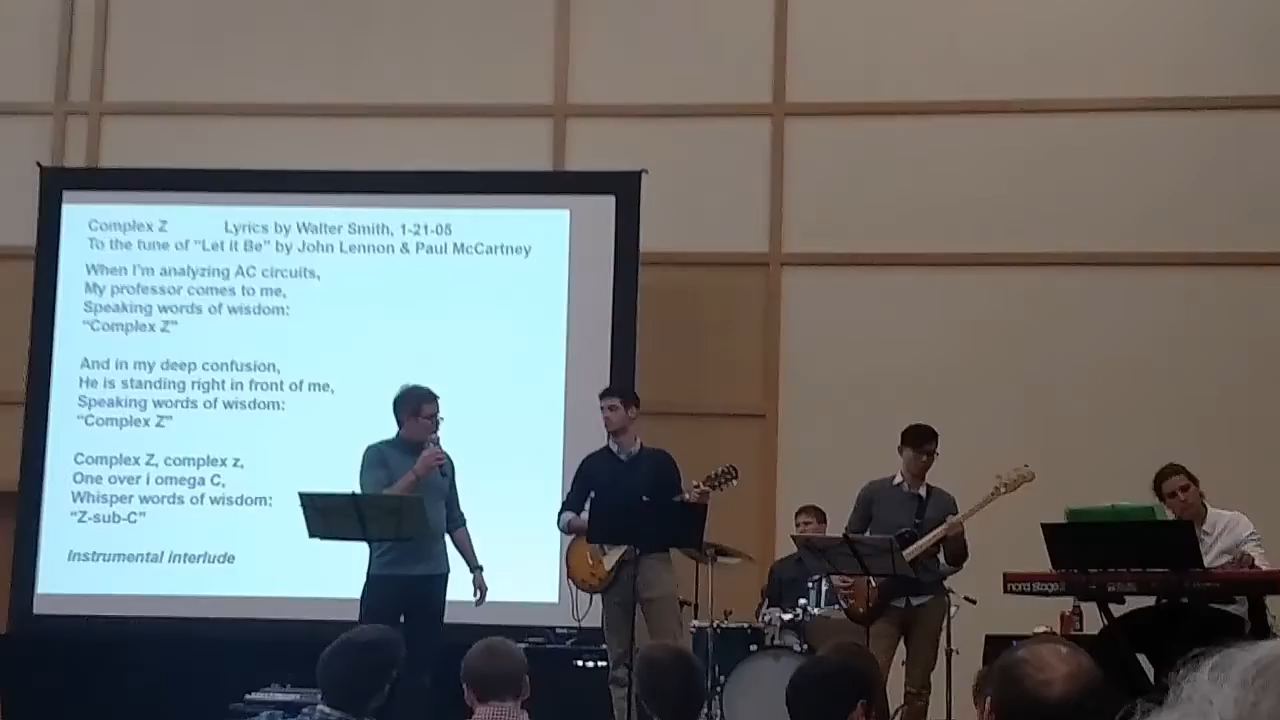 Complex Z Lyrics by Walter Smith, 1-21-05
To the tune of "Let it Be" by John Lennon & Paul McCartney
When I'm analyzing AC circuits,
My professor comes to me,
Speaking words of wisdom:
"Complex Z"
And in my deep confusion,
He is standing right in front of me,
Speaking words of wisdom:
"Complex Z"
Complex Z, complex z,
One over i omega C,
Whisper words of wisdom:
"Z-sub-C"
Instrumental interlude
nord stage